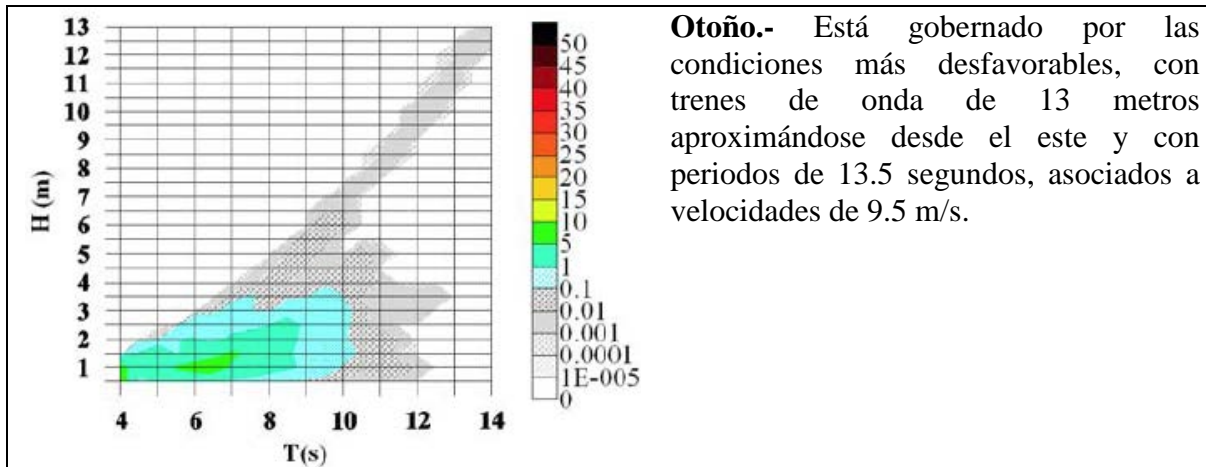 13
12
11
10
9
8
7
6
5
4
3
2
1
H (m)
4 6 8 10 12 14
T(s)
50
45
40
35
30
25
20
15
10
5
1
0.1
0.01
0.001
0.0001
1E-005
0
Otoño.- Está gobernado por las
condiciones más desfavorables, con
trenes de onda de 13 metros
aproximándose desde el este y con
periodos de 13.5 segundos, asociados a
velocidades de 9.5 m/s.